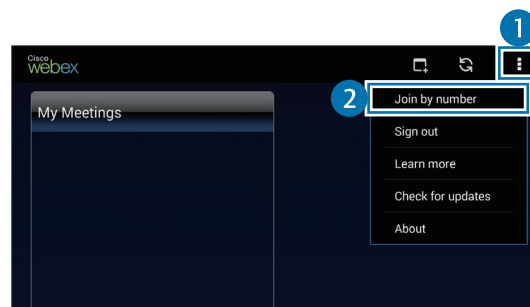 1
Cisco
webex
2
Join by number
My Meetings
Sign out
Learn more
Check for updates
About